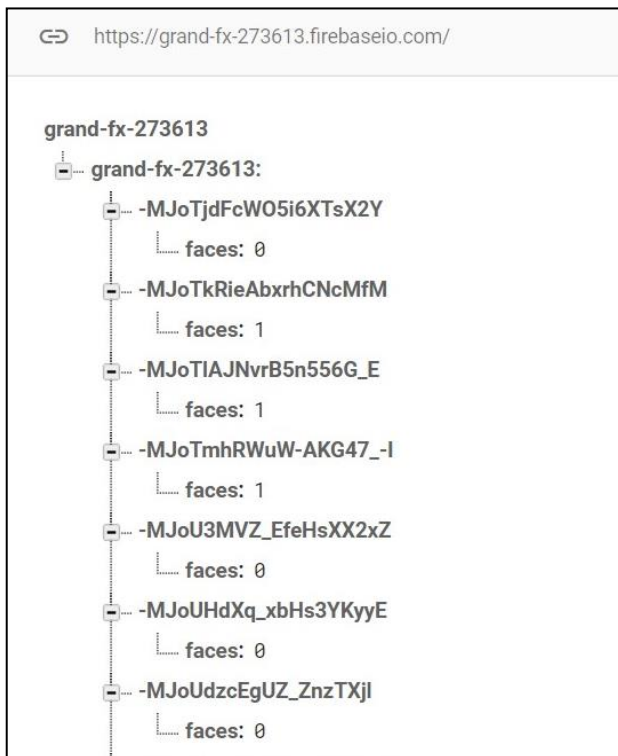 https://grand-fx-273613.firebaseio.com/
grand-fx-273613
grand-fx-273613:
-MJoTjdFcWO5i6XTsX2Y
faces: 0
-MJoTkRieAbxrhCNcMfM
faces: 1
-MJoTlAJNvrB5n556G_E
faces: 1
-MJoTmhRWuW-AKG47_-I
faces: 1
-MJoU3MVZ_EfeHsXX2xZ
faces: 0
-MJoUHdXq_xbHs3YKyyE
faces: 0
-MJoUdzcEgUZ_ZnzTXjl
faces: 0